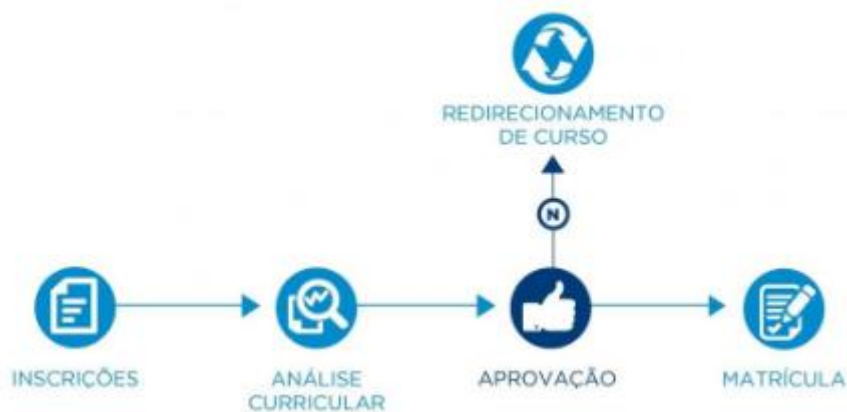 REDIRECIONAMENTO
DE CURSO
N
INSCRIÇÕES
ANÁLISE
CURRICULAR
APROVAÇÃO
MATRÍCULA